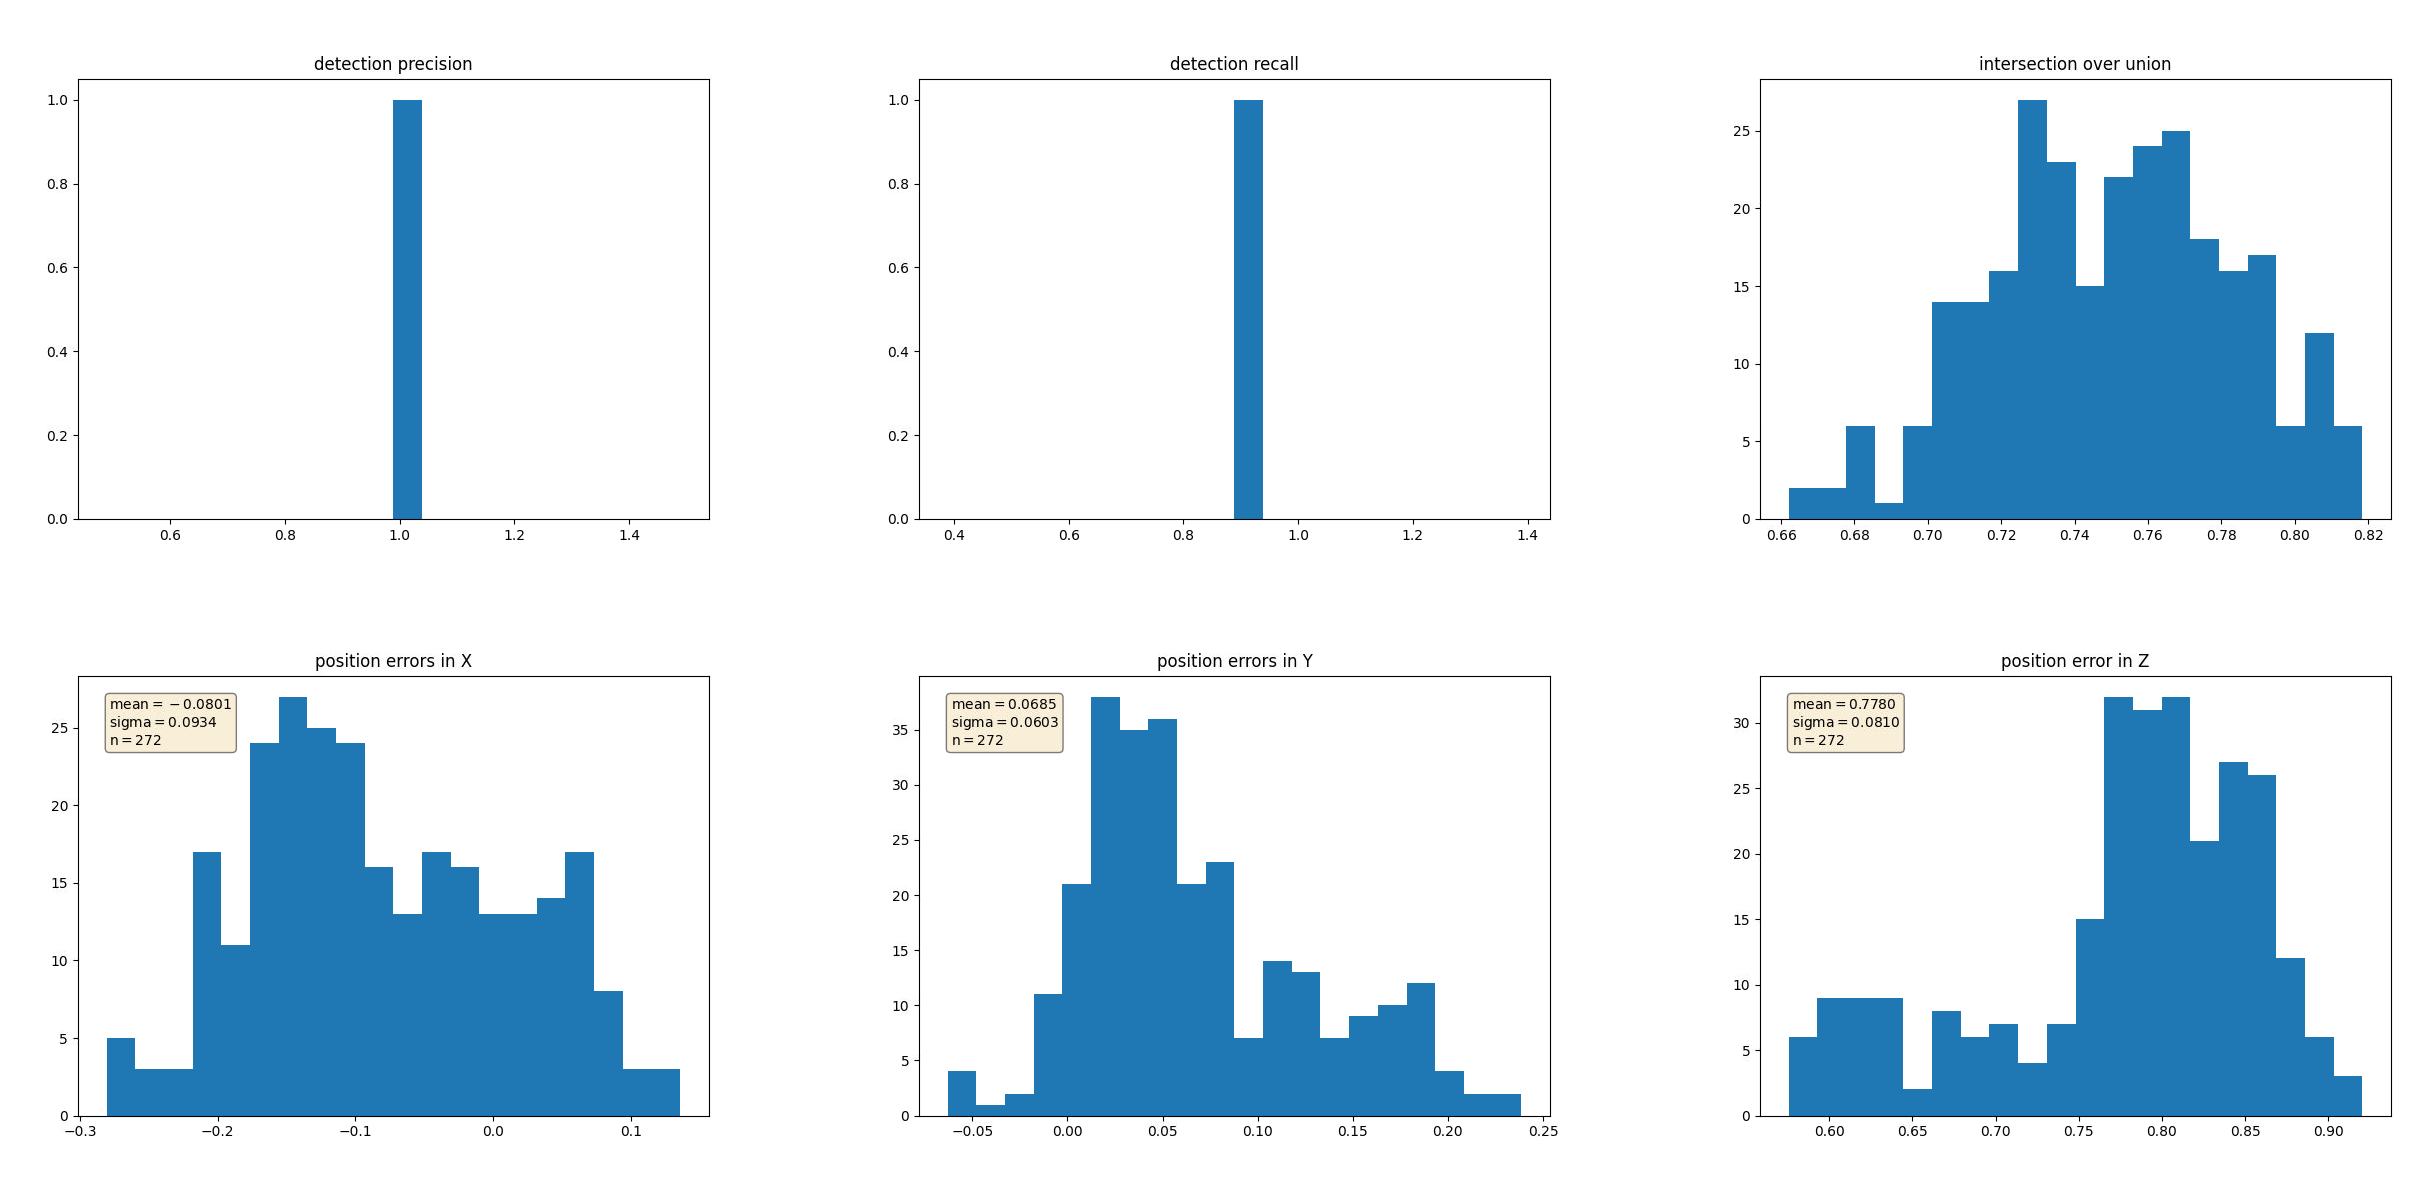 detection precision
1.0
0.8
0.6
0.4
0.2
0.0
0.6 0.8 1.0 1.2 1.4
detection recall
1.0
0.8
0.6
0.4
0.2
0.0
0.4 0.6 0.8 1.0 1.2 1.4
intersection over union
25
20
15
10
5
0
0.66 0.68 0.70 0.72 0.74 0.76 0.78 0.80 0.82
position errors in X
mean = −0.0801
sigma = 0.0934
n = 272
25
20
15
10
5
0
−0.3 −0.2 −0.1 0.0 0.1
position errors in Y
mean = 0.0685
sigma = 0.0603
n = 272
35
30
25
20
15
10
5
0
−0.05 0.00 0.05 0.10 0.15 0.20 0.25
position error in Z
mean = 0.7780
sigma = 0.0810
n = 272
30
25
20
15
10
5
0
0.60 0.65 0.70 0.75 0.80 0.85 0.90